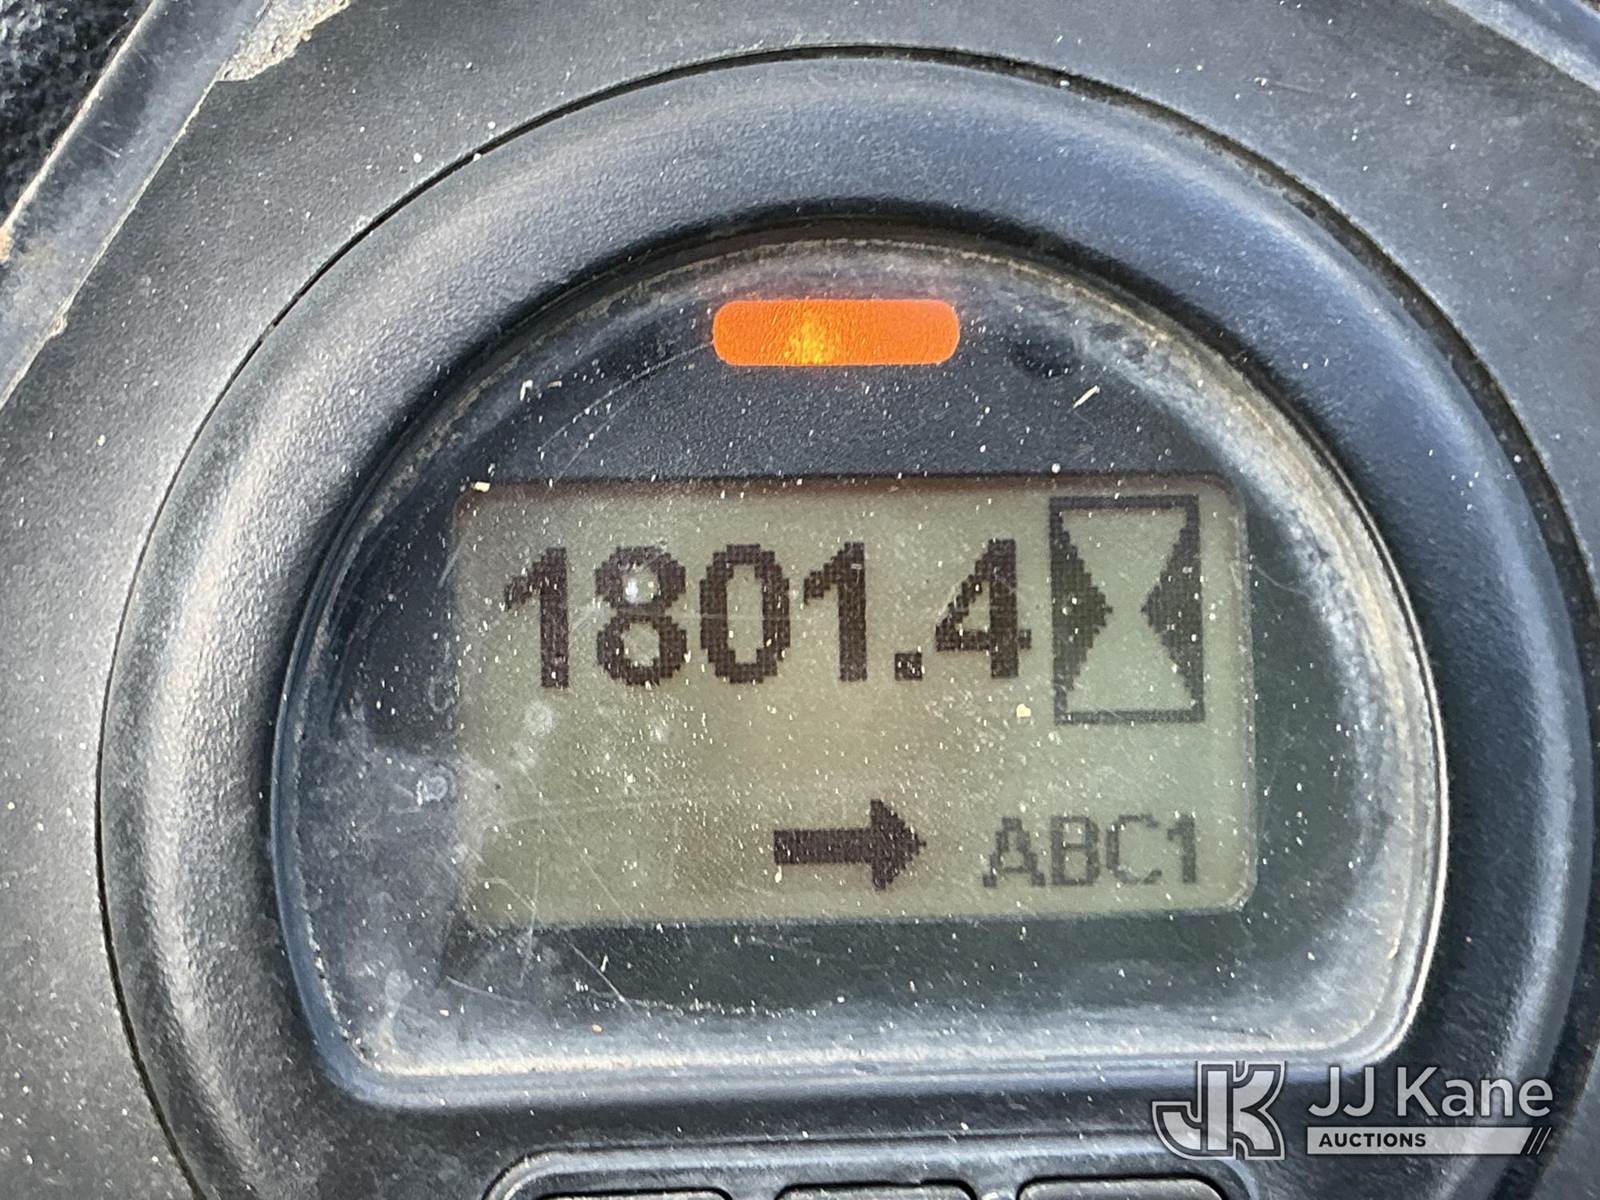 1801.4
ABC1
JJ Kane
AUCTIONS